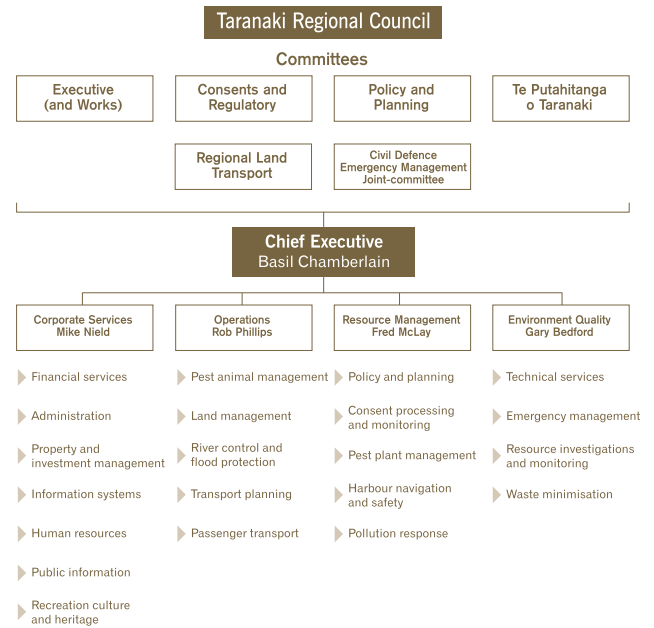 Taranaki Regional Council
Committees
Executive
(and Works)
Consents and
Regulatory
Policy and
Planning
Te Putahitanga
o Taranaki
Regional Land
Transport
Civil Defence
Emergency Management
Joint-committee
Chief Executive
Basil Chamberlain
Corporate Services
Mike Nield
Operations
Rob Phillips
Resource Management
Fred McLay
Environment Quality
Gary Bedford
Financial services
Administration
Property and
investment management
Information systems
Human resources
Public information
Recreation culture
and heritage
Pest animal management
Land management
River control and
flood protection
Transport planning
Passenger transport
Policy and planning
Consent processing
and monitoring
Pest plant management
Harbour navigation
and safety
Pollution response
Technical services
Emergency management
Resource investigations
and monitoring
Waste minimisation